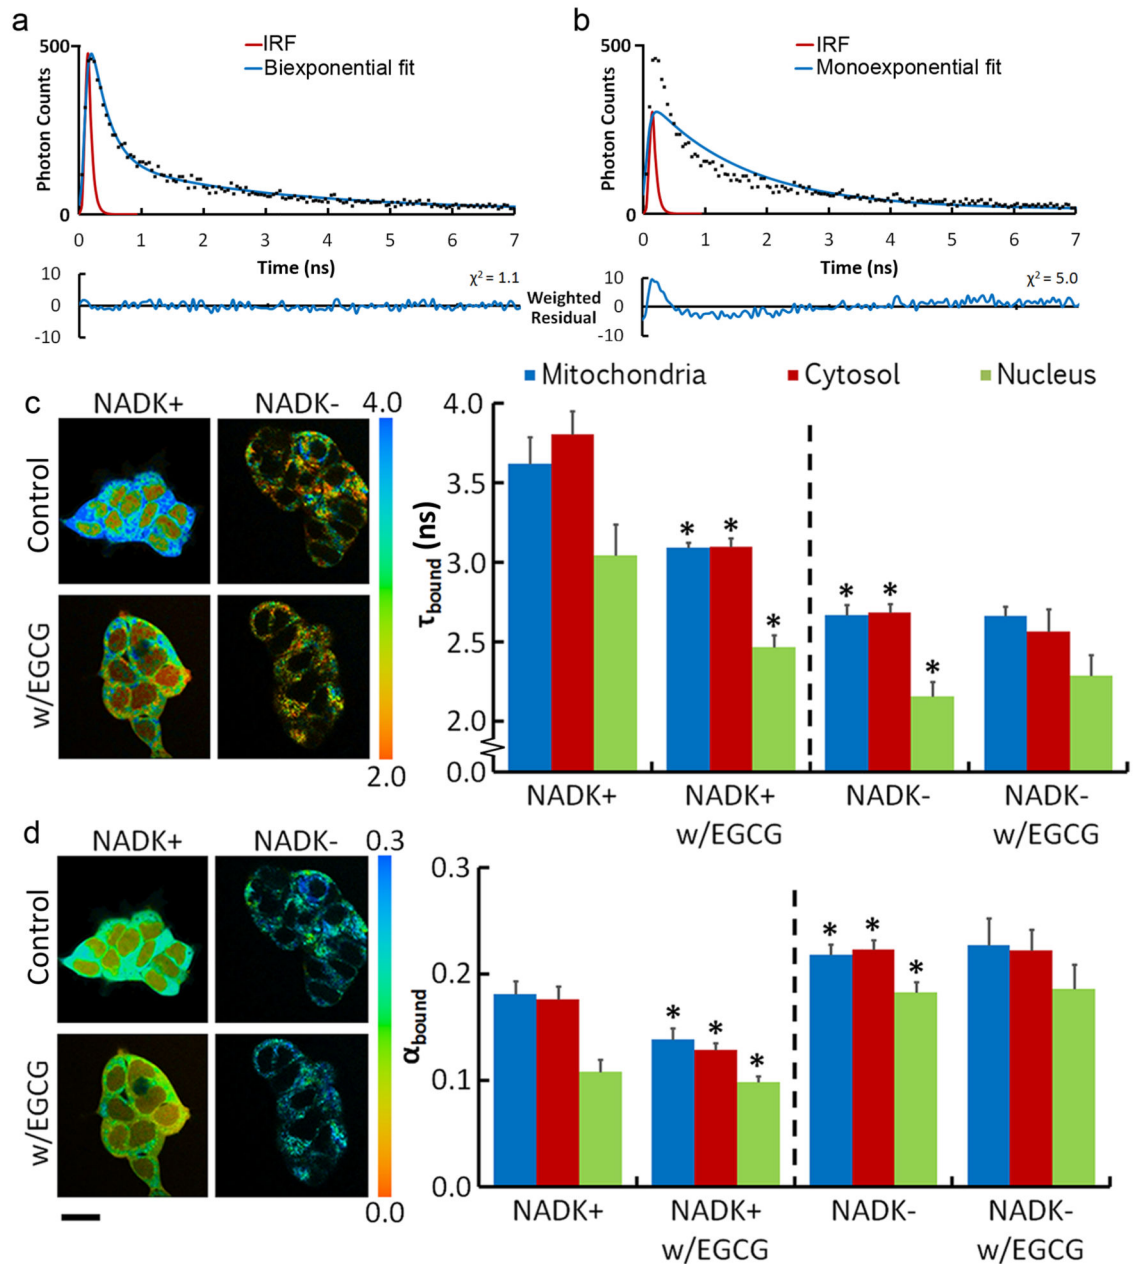 a
IRF
Biexponential fit
500
Photon Counts
0
0 1 2 3 4 5 6 7
Time (ns)
10
0
-10
χ² = 1.1
b
IRF
Monoexponential fit
500
Photon Counts
0
0 1 2 3 4 5 6 7
Time (ns)
10
0
-10
χ² = 5.0
Weighted
Residual
Mitochondria Cytosol Nucleus
c
NADK+ NADK-
Control
w/EGCG
4.0
2.0
τbound (ns)
4.0
3.5
3.0
2.5
2.0
0.0
* *
*
* *
*
NADK+ NADK+ NADK- NADK-
w/EGCG w/EGCG
d
NADK+ NADK-
Control
w/EGCG
0.3
0.0
αbound
0.3
0.2
0.1
0.0
* * *
* * *
NADK+ NADK+ NADK- NADK-
w/EGCG w/EGCG